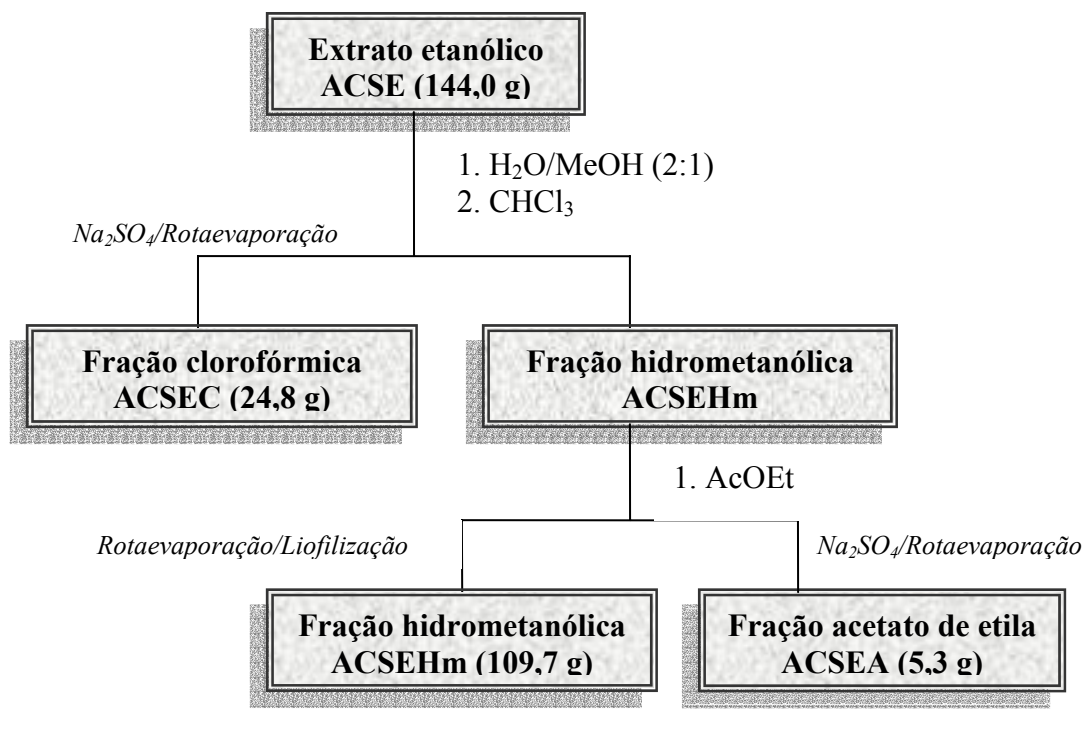 Extrato etanólico
ACSE (144,0 g)
1. H₂O/MeOH (2:1)
2. CHCl₃
Na₂SO₄/Rotaevaporação
Fração clorofórmica
ACSEC (24,8 g)
Fração hidrometanólica
ACSEHm
1. AcOEt
Rotaevaporação/Liofilização
Na₂SO₄/Rotaevaporação
Fração hidrometanólica
ACSEHm (109,7 g)
Fração acetato de etila
ACSEA (5,3 g)